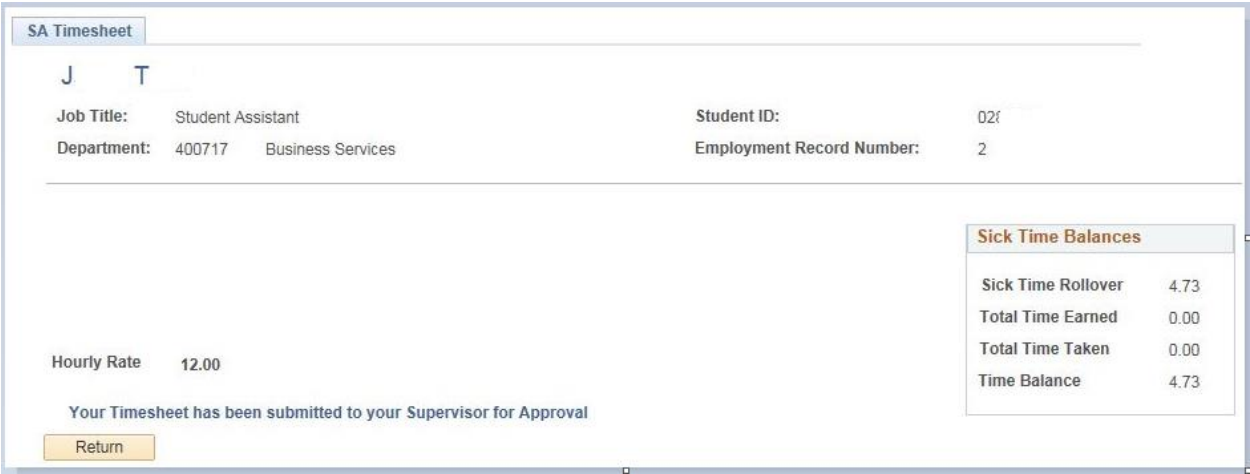 SA Timesheet
J T
Job Title: Student Assistant Student ID: 028
Department: 400717 Business Services Employment Record Number: 2
Sick Time Balances
Sick Time Rollover 4.73
Total Time Earned 0.00
Total Time Taken 0.00
Hourly Rate 12.00
Time Balance 4.73
Your Timesheet has been submitted to your Supervisor for Approval
Return